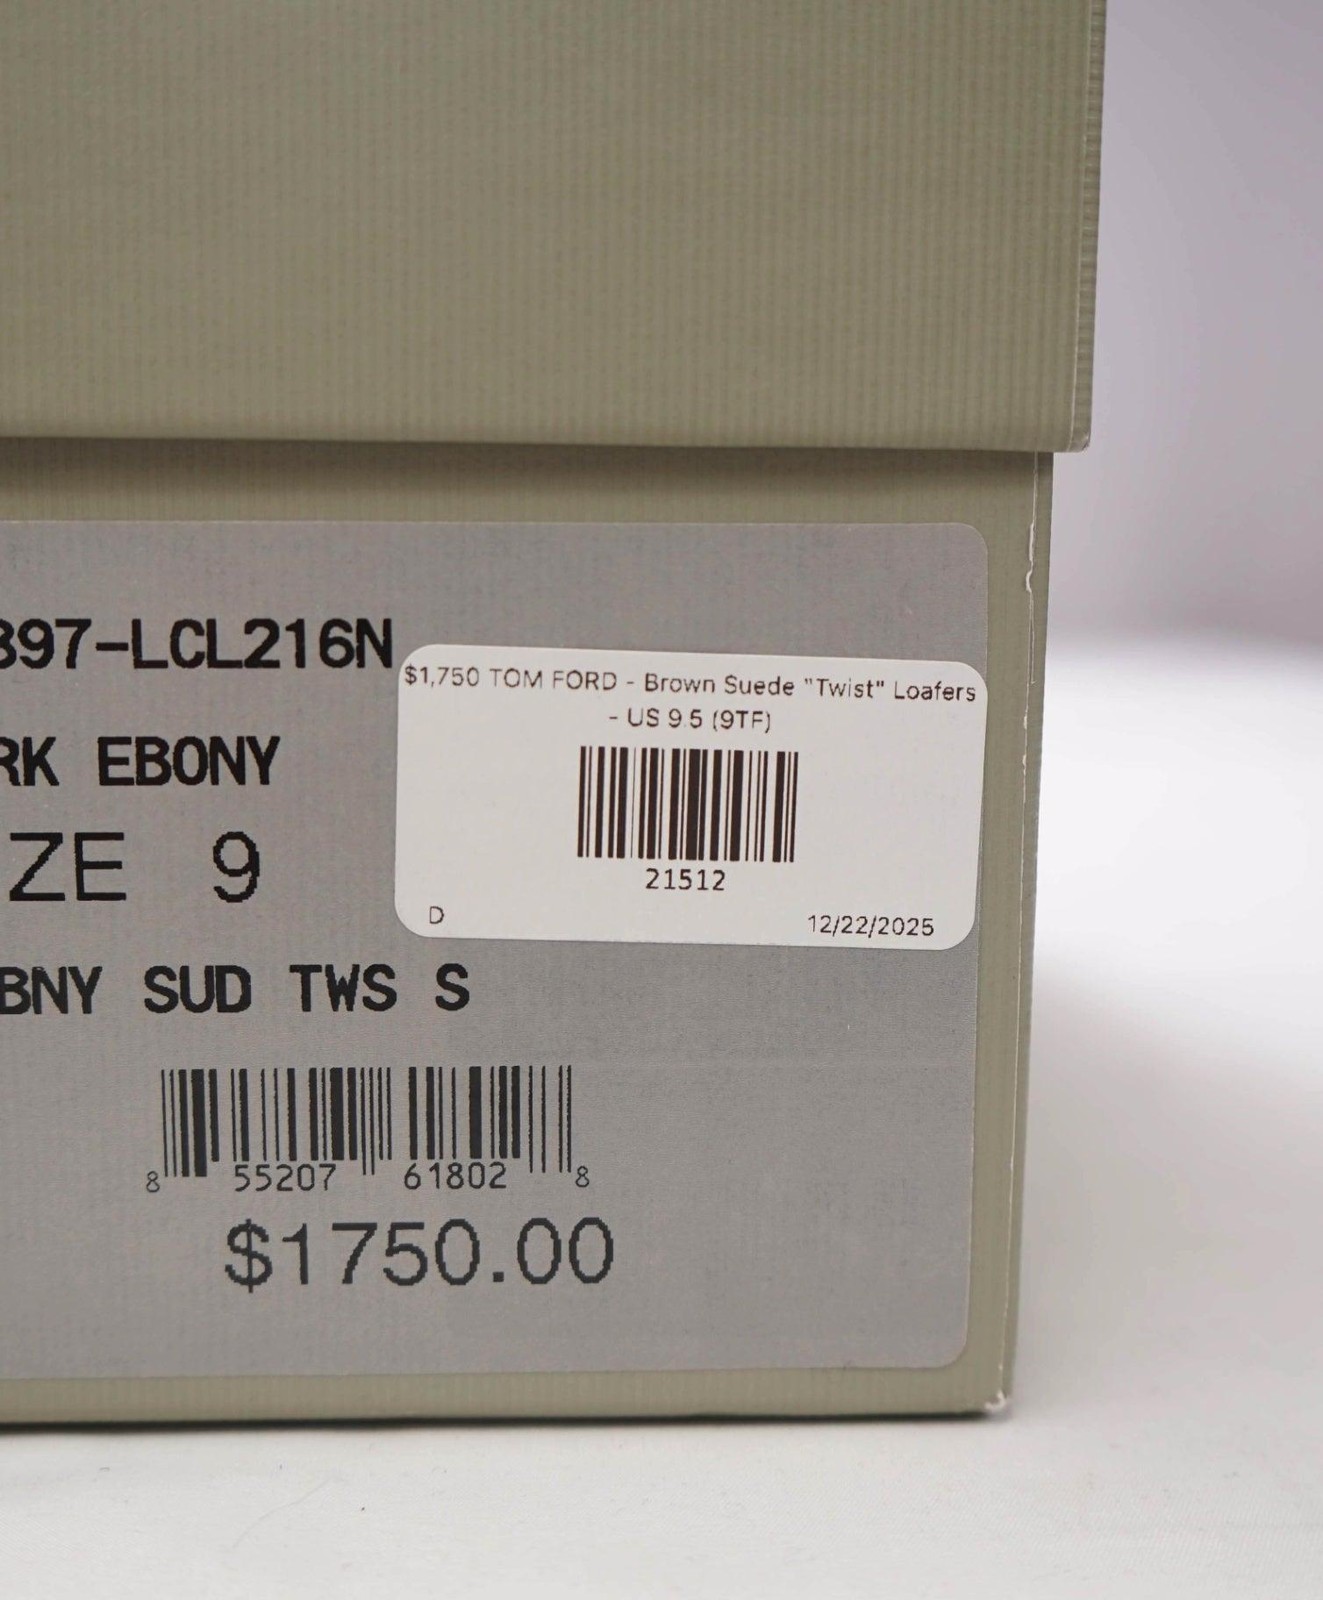 897-LCL216N
$1,750 TOM FORD - Brown Suede "Twist" Loafers
- US 9.5 (9TF)
21512
D 12/22/2025
RK EBONY
ZE 9
BNY SUD TWS S
8 55207 61802 8
$1750.00